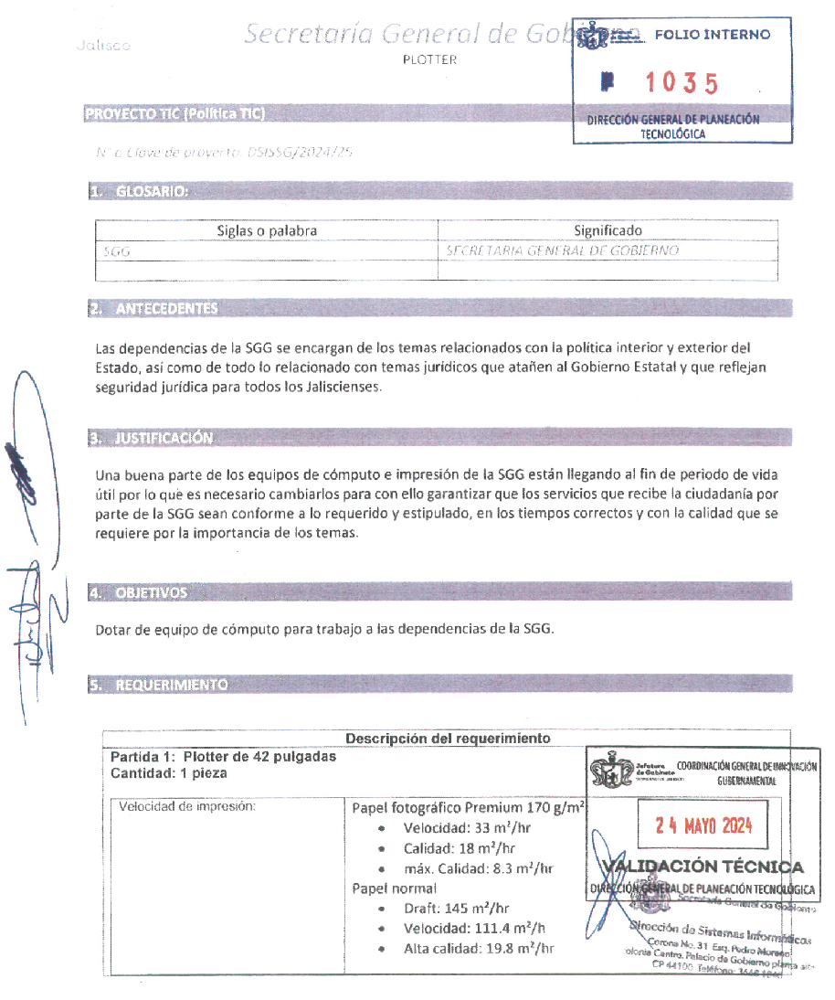 Jalisco
Secretaría General de Gobierno
PLOTTER
FOLIO INTERNO
1035
DIRECCIÓN GENERAL DE PLANEACIÓN
TECNOLÓGICA
PROYECTO TIC (Política TIC)
N° o Clave de proyecto: DSISSG/2024/25
1. GLOSARIO:
Siglas o palabra Significado
SGG SECRETARIA GENERAL DE GOBIERNO
2. ANTECEDENTES
Las dependencias de la SGG se encargan de los temas relacionados con la política interior y exterior del
Estado, así como de todo lo relacionado con temas jurídicos que atañen al Gobierno Estatal y que reflejan
seguridad jurídica para todos los Jaliscienses.
3. JUSTIFICACIÓN
Una buena parte de los equipos de cómputo e impresión de la SGG están llegando al fin de periodo de vida
útil por lo que es necesario cambiarlos para con ello garantizar que los servicios que recibe la ciudadanía por
parte de la SGG sean conforme a lo requerido y estipulado, en los tiempos correctos y con la calidad que se
requiere por la importancia de los temas.
4. OBJETIVOS
Dotar de equipo de cómputo para trabajo a las dependencias de la SGG.
5. REQUERIMIENTO
Descripción del requerimiento
Partida 1: Plotter de 42 pulgadas
Cantidad: 1 pieza
Velocidad de impresión:
Papel fotográfico Premium 170 g/m²
• Velocidad: 33 m²/hr
• Calidad: 18 m²/hr
• máx. Calidad: 8.3 m²/hr
Papel normal
• Draft: 145 m²/hr
• Velocidad: 111.4 m²/h
• Alta calidad: 19.8 m²/hr
Jefatura
de Gabinete
COORDINACIÓN GENERAL DE INNOVACIÓN
GUBERNAMENTAL
24 MAYO 2024
VALIDACIÓN TÉCNICA
DIRECCIÓN GENERAL DE PLANEACIÓN TECNOLÓGICA
Secretaría General de Gobierno
Dirección de Sistemas Informáticos
Corona No. 31 Esq. Pedro Moreno
olonia Centro, Palacio de Gobierno planta alt
CP 44100 Teléfono: